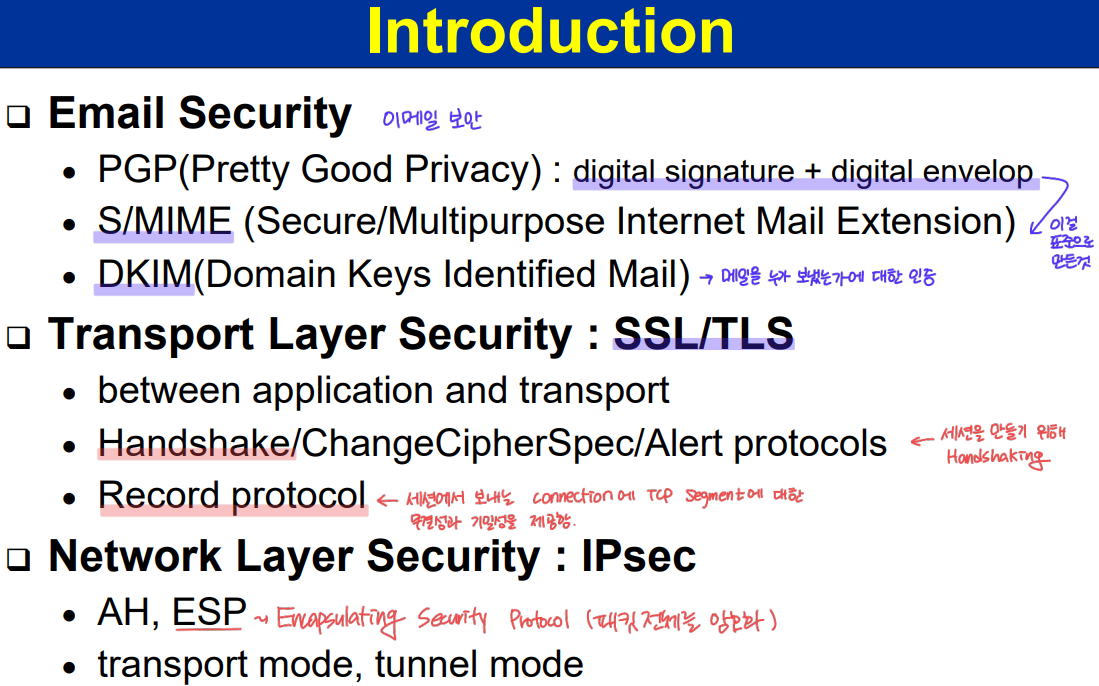 Introduction
❑ Email Security 이메일 보안
• PGP(Pretty Good Privacy) : digital signature + digital envelop
• S/MIME (Secure/Multipurpose Internet Mail Extension) 이걸
표준으로
만든것
• DKIM(Domain Keys Identified Mail) → 메일을 누가 보냈는가에 대한 인증
❑ Transport Layer Security : SSL/TLS
• between application and transport
• Handshake/ChangeCipherSpec/Alert protocols ← 세션을 만들기 위해
Handshaking
• Record protocol ← 세션에서 보내는 connection에 TCP Segment에 대한
무결성과 기밀성을 제공함.
❑ Network Layer Security : IPsec
• AH, ESP ~ Encapsulating Security Protocol (패킷전체를 암호화)
• transport mode, tunnel mode